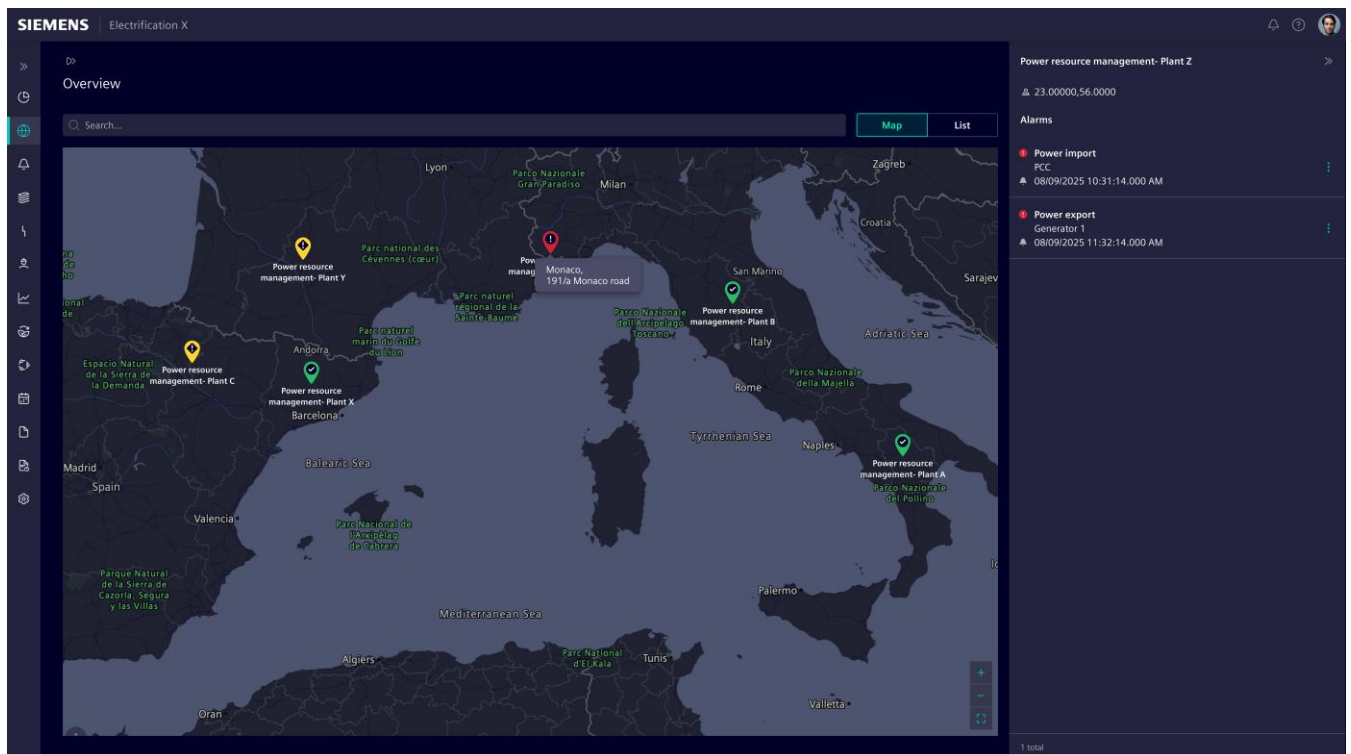 SIEMENS Electrification X
Overview
Search...
Map List
Power resource management- Plant Z
23.00000,56.0000
Alarms
Power import
PCC
08/09/2025 10:31:14.000 AM
Power export
Generator 1
08/09/2025 11:32:14.000 AM
1 total
Lyon
Parco Nazionale
Gran Paradiso
Milan
Zagreb
Croatia
Sarajev
Parc national des
Cévennes (cœur)
Power resource
management- Plant Y
Pow
manag
Monaco,
191/a Monaco road
San Marino
Parc naturel
régional de la
Sainte-Baume
Power resource
management- Plant B
Parco Nazionale
dell'Arcipelago
Toscano
Italy
Adriatic Sea
Parc naturel
marin du Golfe
du Lion
Andorra
Espacio Natural
de la Sierra de
la Demanda
Power resource
management- Plant C
Power resource
management- Plant X
Barcelona
Parco Nazionale
della Majella
Rome
Tyrrhenian Sea
Naples
Power resource
management- Plant A
Parco Nazionale
del Pollino
Madrid
Spain
Balearic Sea
Valencia
Parc Nacional de
l'Arxipèlag
de Cabrera
Parque Natural
de la Sierra de
Cazorla, Segura
y las Villas
Mediterranean Sea
Palermo
Algiers
Parc National
d'El Kala
Tunis
Valletta
Oran